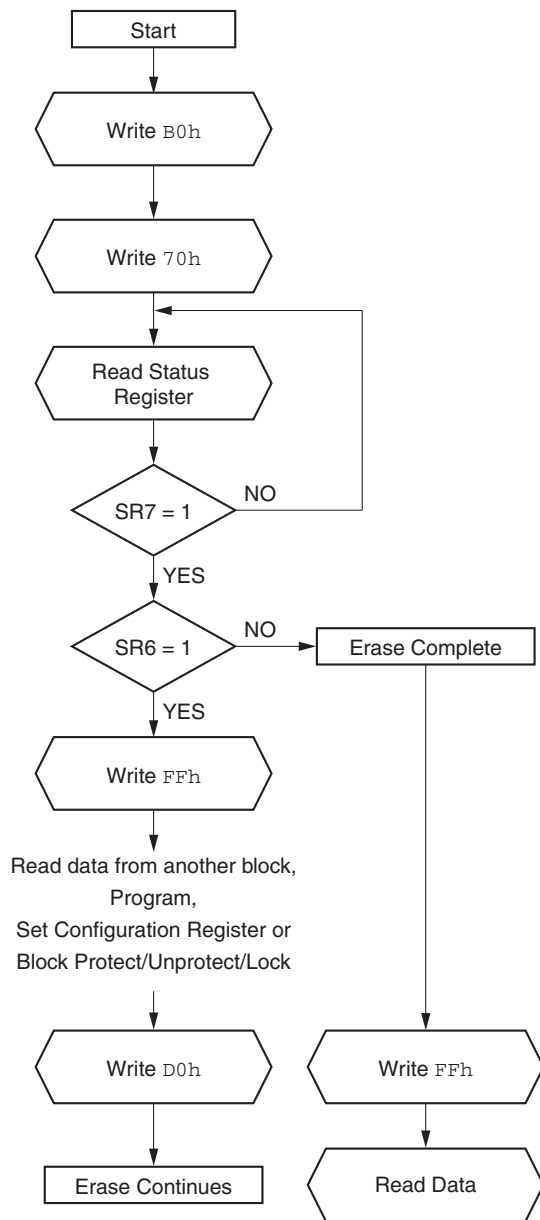 Start
Write B0h
Write 70h
Read Status
Register
SR7 = 1
NO
YES
SR6 = 1
NO
Erase Complete
YES
Write FFh
Read data from another block,
Program,
Set Configuration Register or
Block Protect/Unprotect/Lock
Write D0h
Write FFh
Erase Continues
Read Data